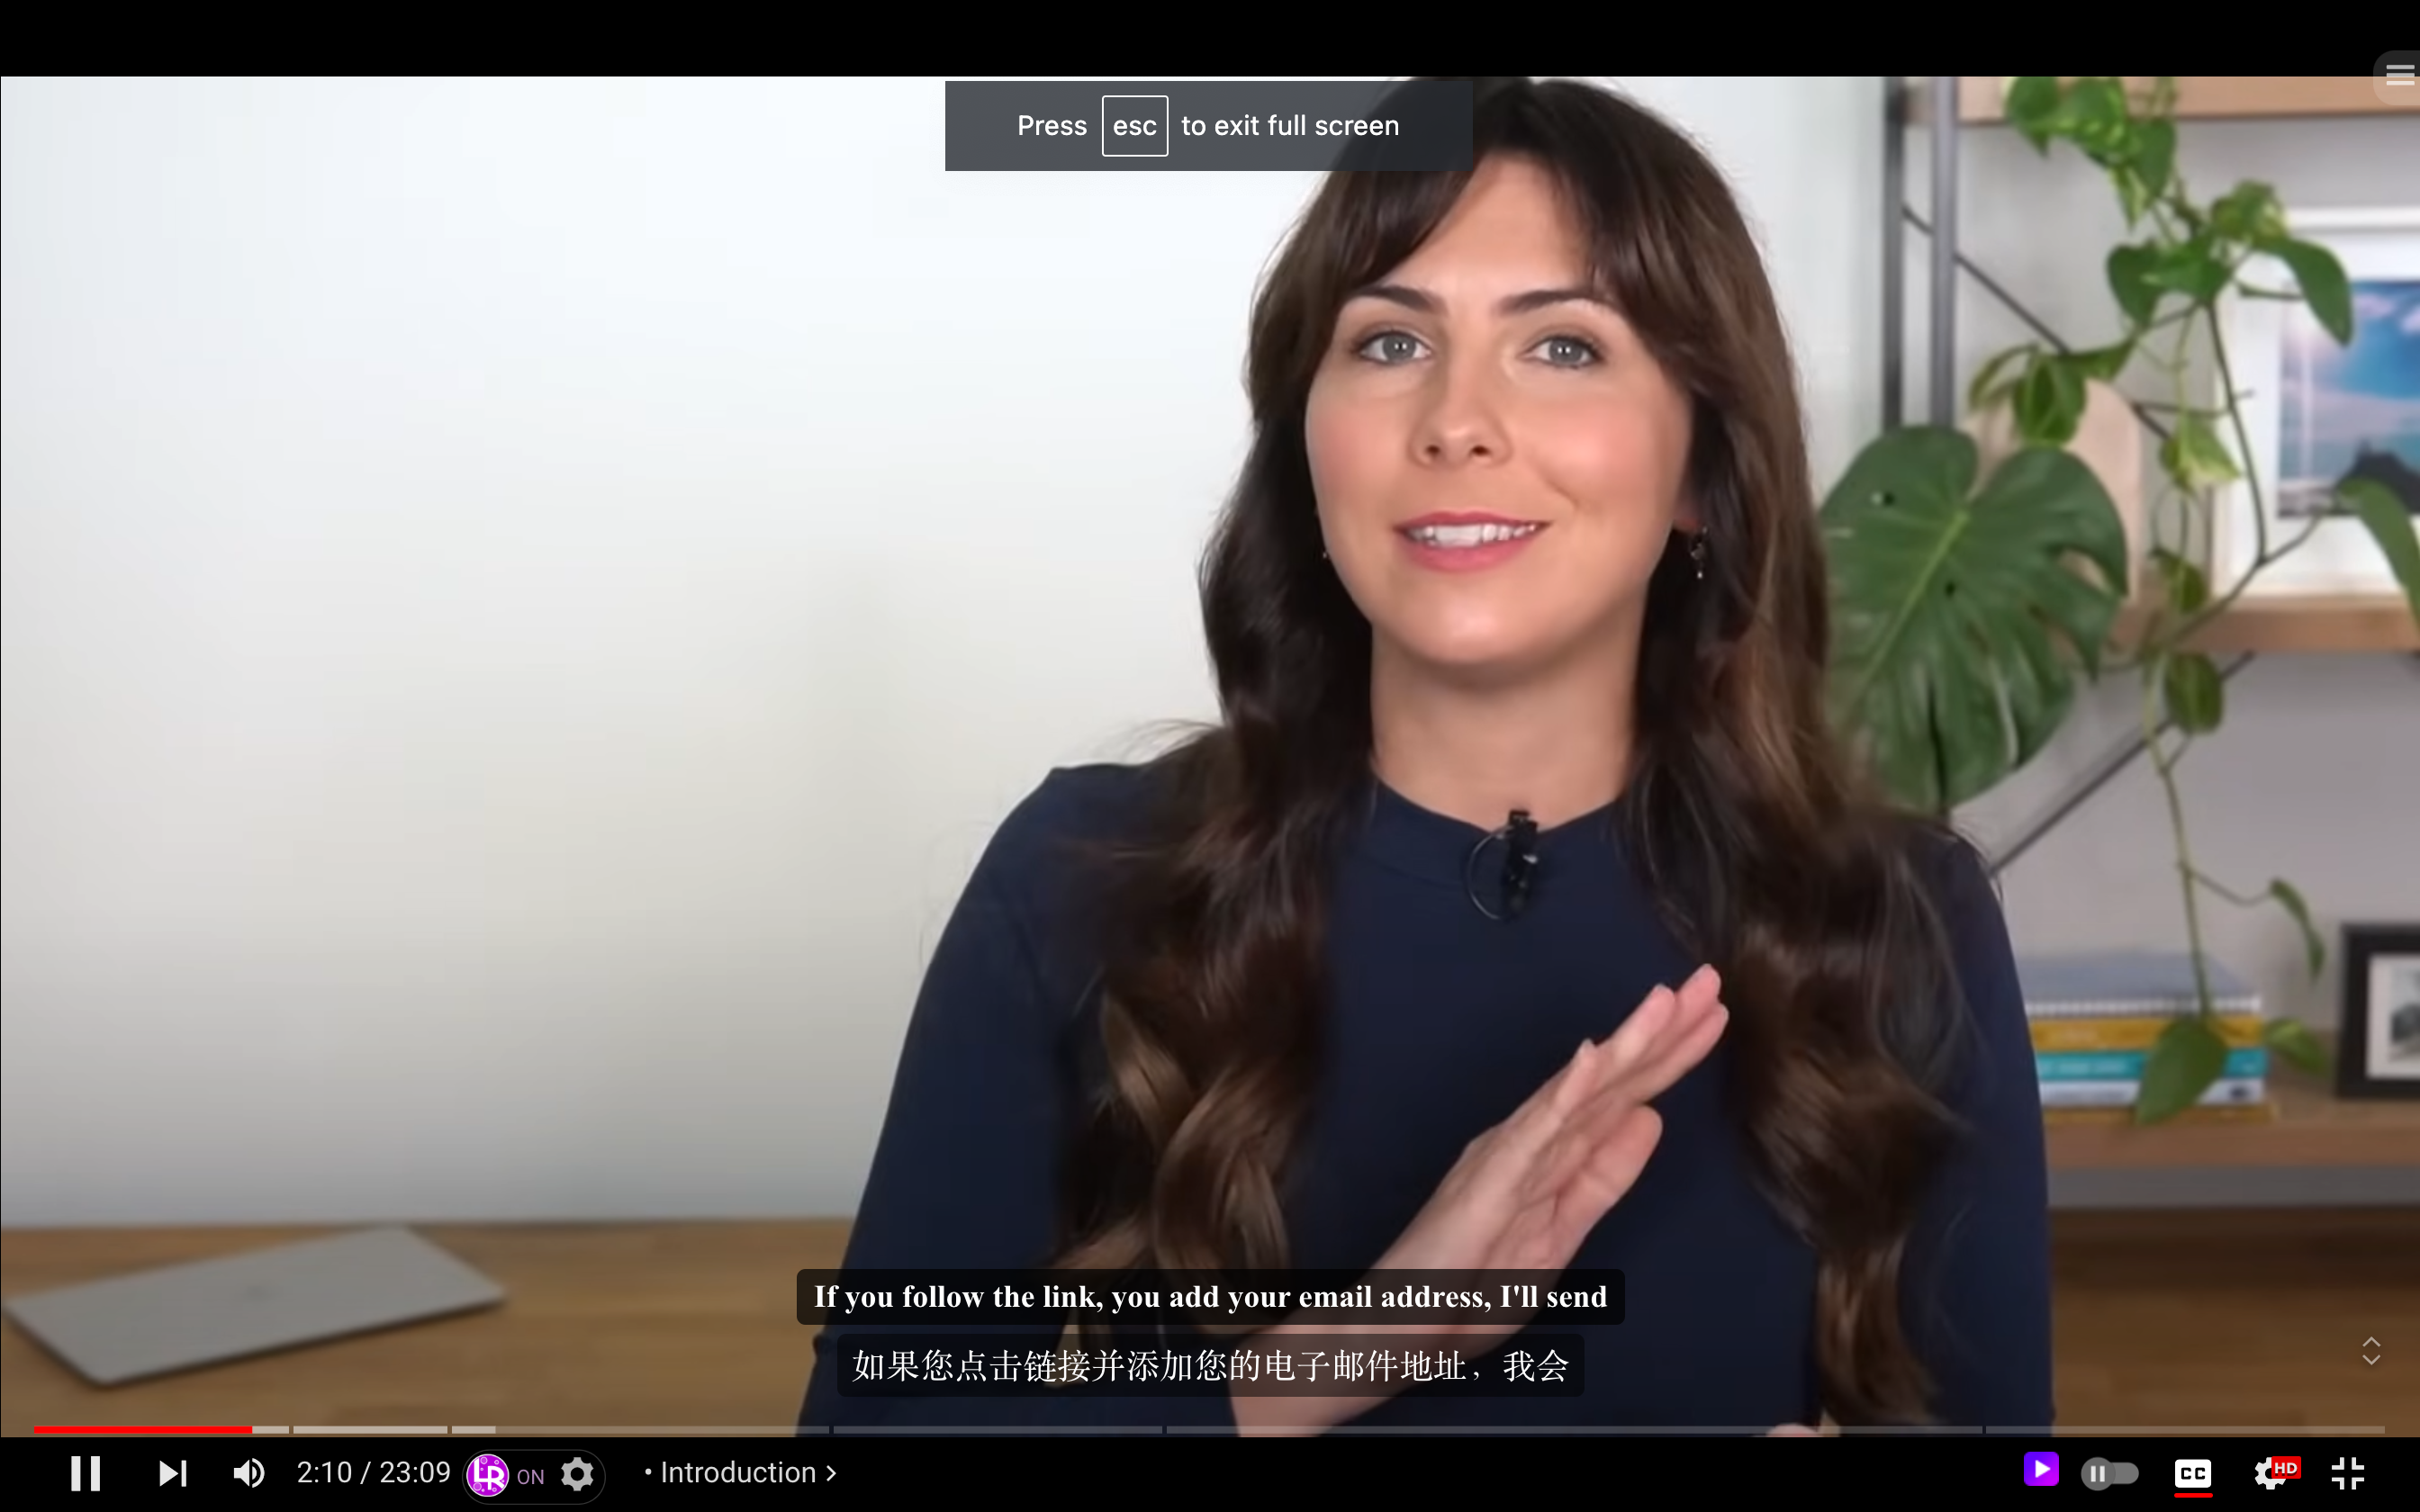 Press esc to exit full screen
If you follow the link, you add your email address, I'll send
如果您点击链接并添加您的电子邮件地址，我会
2:10 / 23:09 LR ON • Introduction > CC HD